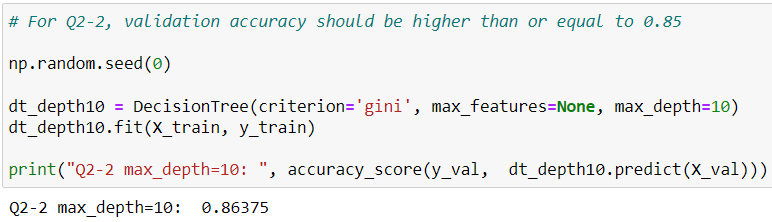 # For Q2-2, validation accuracy should be higher than or equal to 0.85
np.random.seed(0)
dt_depth10 = DecisionTree(criterion='gini', max_features=None, max_depth=10)
dt_depth10.fit(X_train, y_train)
print("Q2-2 max_depth=10: ", accuracy_score(y_val,  dt_depth10.predict(X_val)))
Q2-2 max_depth=10:  0.86375